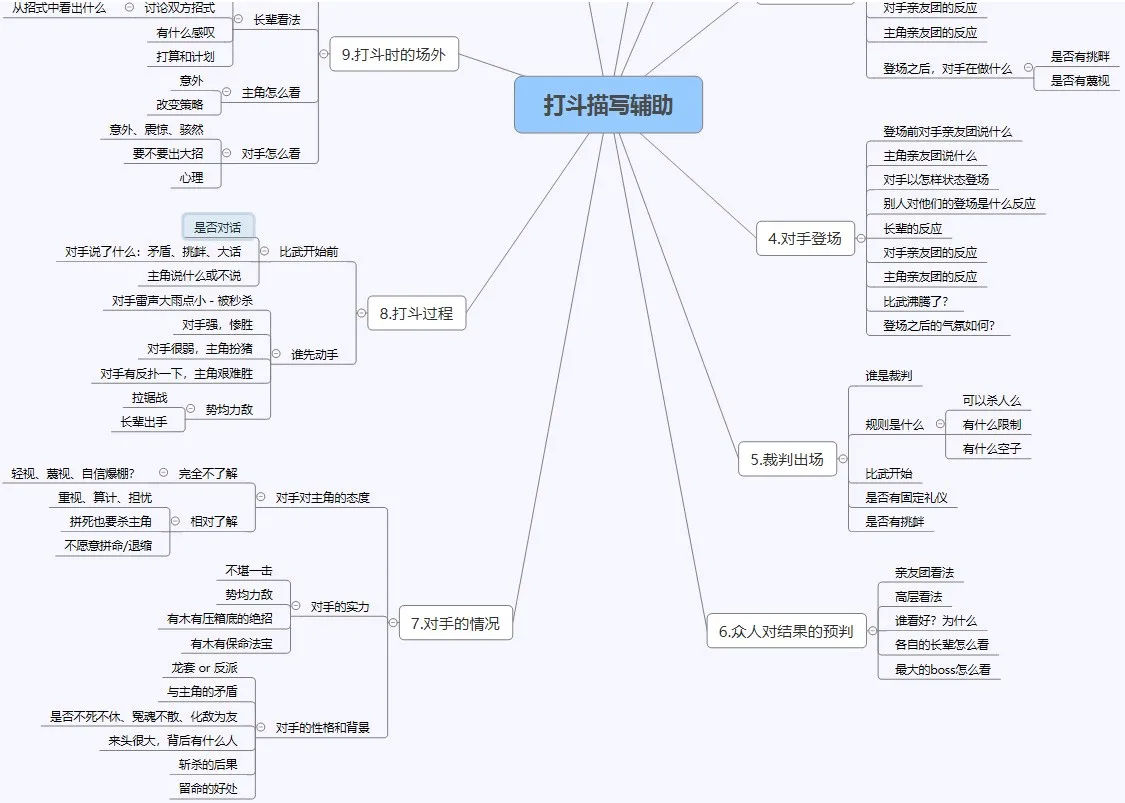 打斗描写辅助
对手亲友团的反应
主角亲友团的反应
登场之后，对手在做什么
是否有挑畔
是否有蔑视
4.对手登场
登场前对手亲友团说什么
主角亲友团说什么
对手以怎样状态登场
别人对他们的登场是什么反应
长辈的反应
对手亲友团的反应
主角亲友团的反应
比武沸腾了?
登场之后的气氛如何?
5.裁判出场
谁是裁判
规则是什么
可以杀人么
有什么限制
有什么空子
比武开始
是否有固定礼仪
是否有挑衅
6.众人对结果的预判
亲友团看法
高层看法
谁看好？为什么
各自的长辈怎么看
最大的boss怎么看
7.对手的情况
对手对主角的态度
完全不了解
轻视、蔑视、自信爆棚?
相对了解
重视、算计、担忧
拼死也要杀主角
不愿意拼命/退缩
对手的实力
不堪一击
势均力敌
有木有压箱底的绝招
有木有保命法宝
对手的性格和背景
龙套 or 反派
与主角的矛盾
是否不死不休、冤魂不散、化敌为友
来头很大，背后有什么人
斩杀的后果
留命的好处
8.打斗过程
比武开始前
是否对话
对手说了什么：矛盾、挑衅、大话
主角说什么或不说
谁先动手
对手雷声大雨点小 - 被秒杀
对手强，惨胜
对手很弱，主角扮猪
对手有反扑一下，主角艰难胜
势均力敌
拉锯战
长辈出手
9.打斗时的场外
长辈看法
讨论双方招式
从招式中看出什么
有什么感叹
打算和计划
主角怎么看
意外
改变策略
对手怎么看
意外、震惊、骇然
要不要出大招
心理